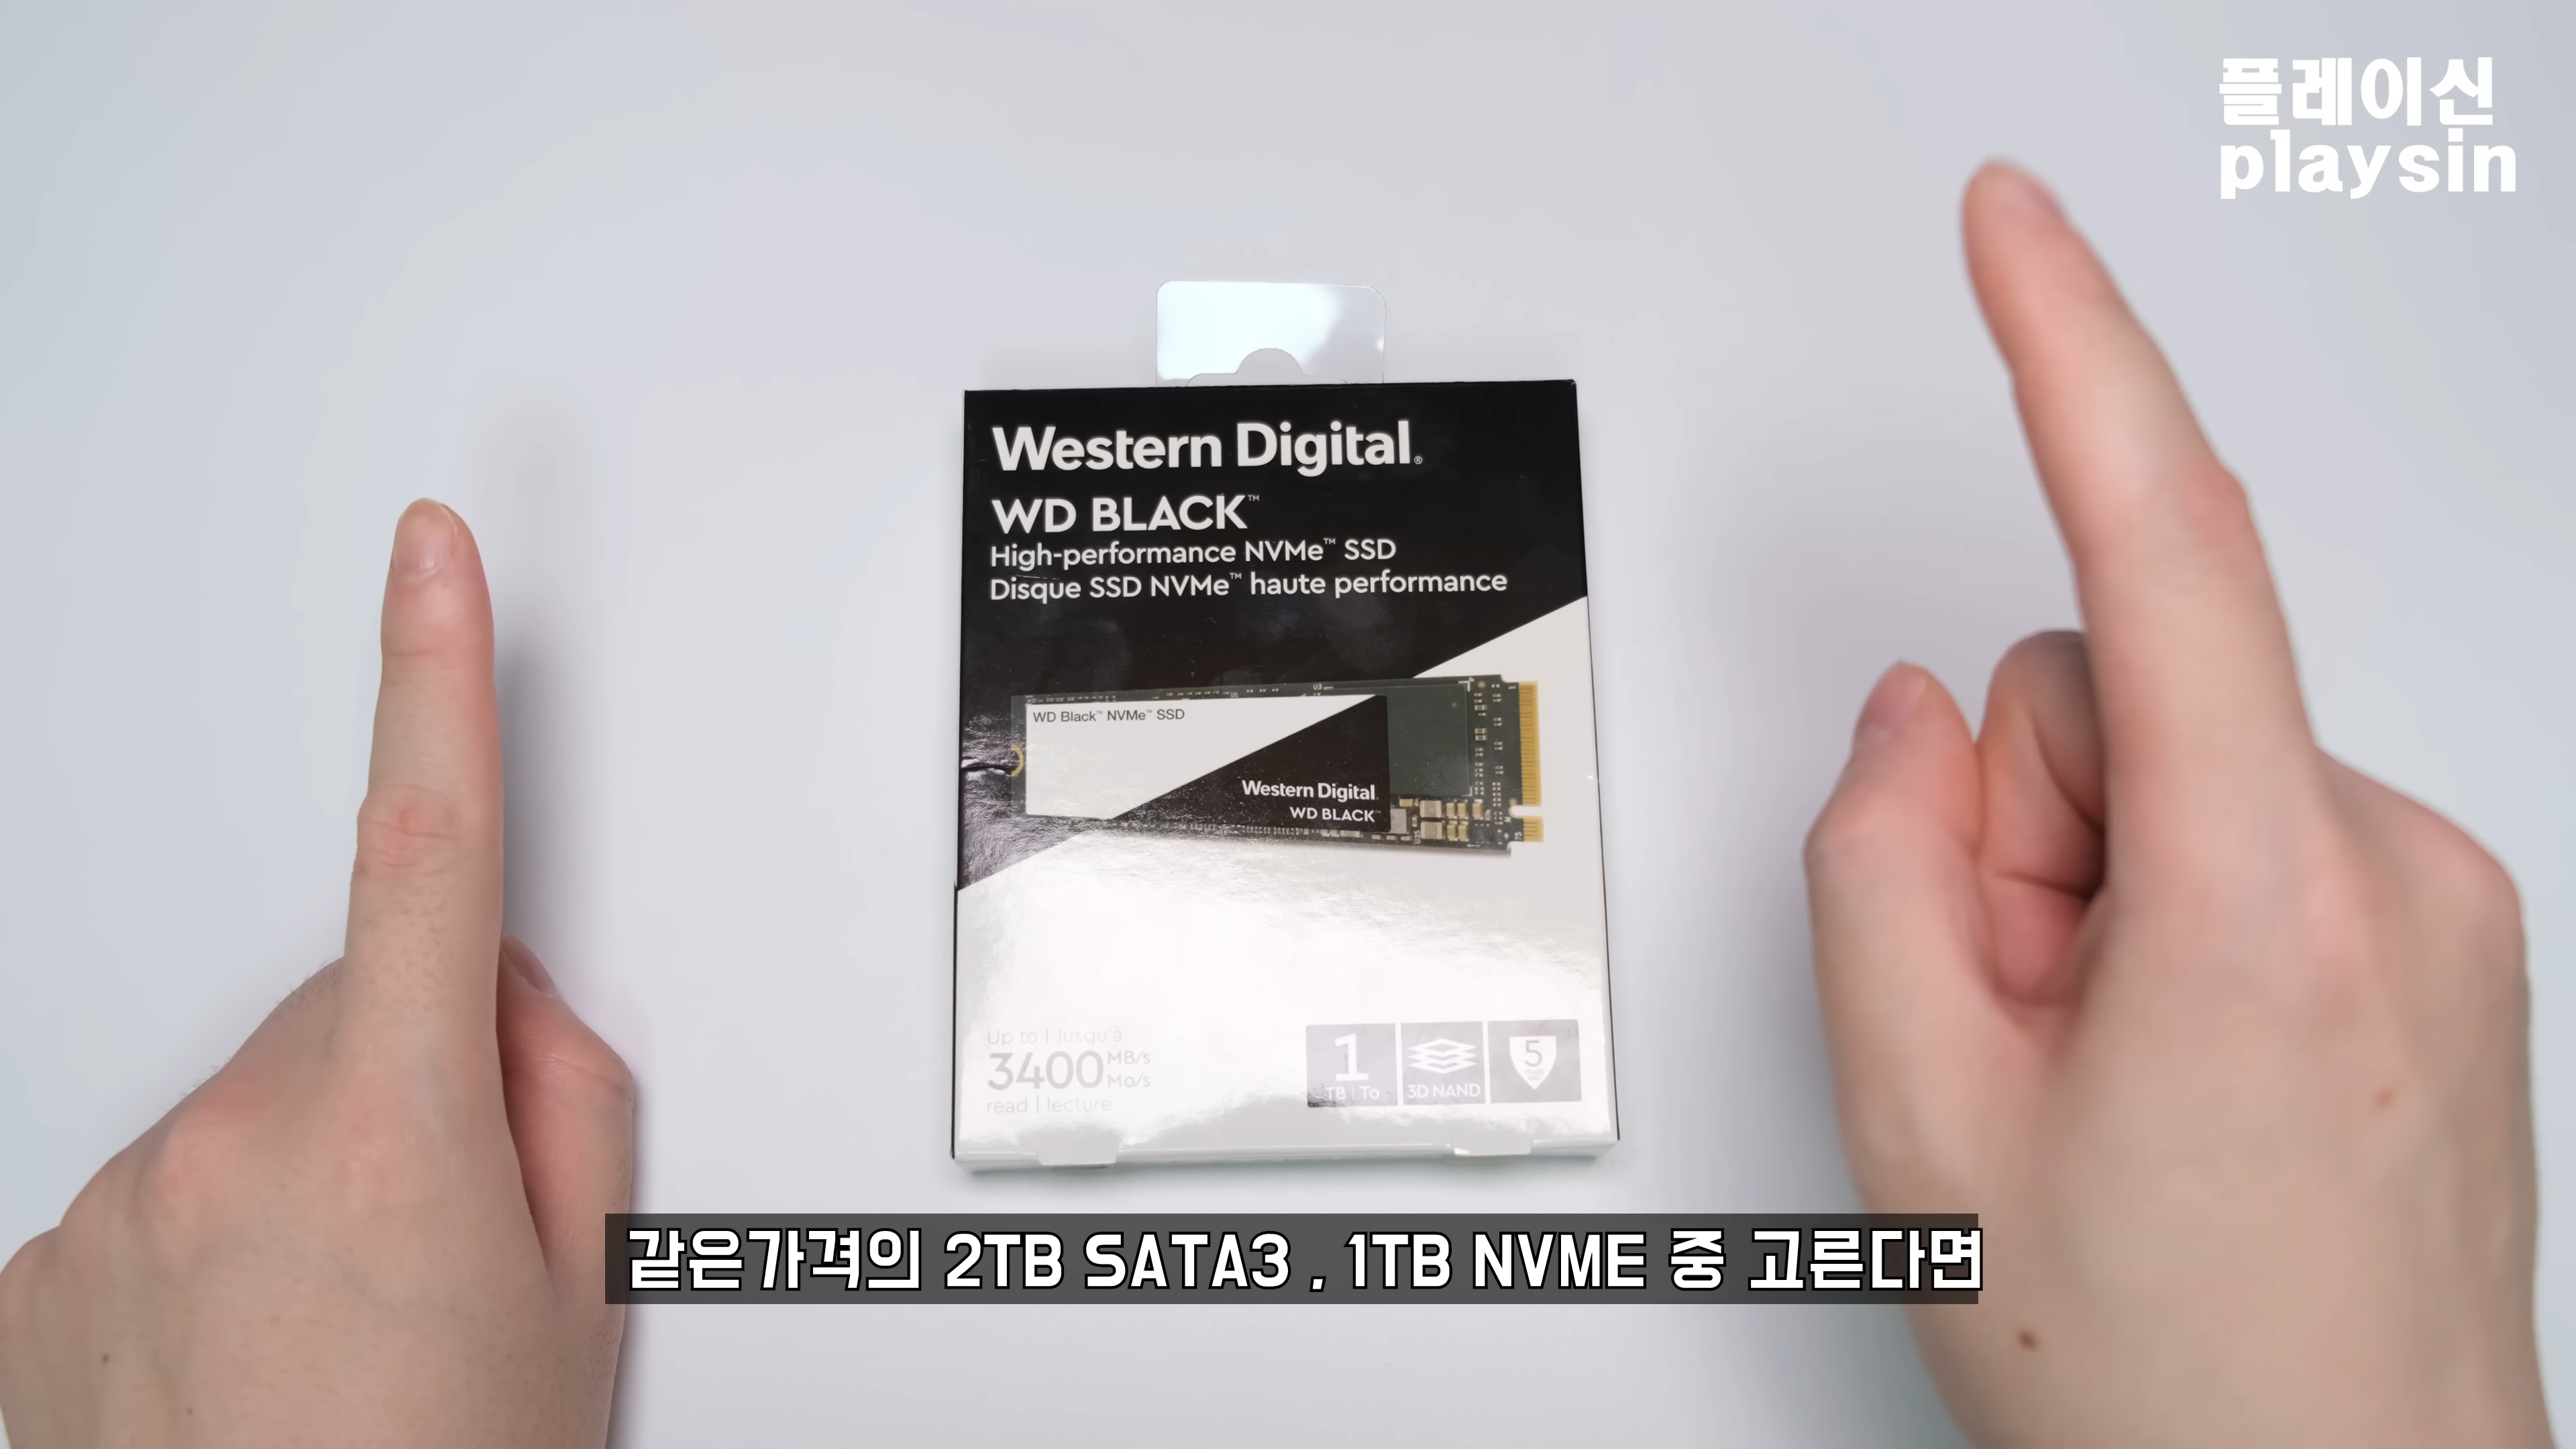 플레이신
playsin
Western Digital®
WD BLACK™
High-performance NVMe™ SSD
Disque SSD NVMe™ haute performance
WD Black™ NVMe™ SSD
Western Digital
WD BLACK™
Up to | Jusqu'à
3400 MB/s
Mo/s
read | lecture
1
TB | To
3D NAND
5
같은가격의 2TB SATA3 , 1TB NVME 중 고른다면